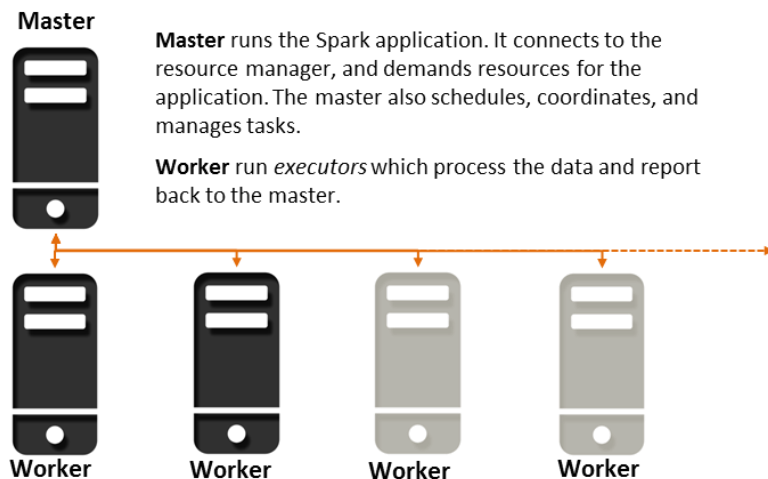 Master
Master runs the Spark application. It connects to the
resource manager, and demands resources for the
application. The master also schedules, coordinates, and
manages tasks.
Worker run executors which process the data and report
back to the master.
Worker
Worker
Worker
Worker